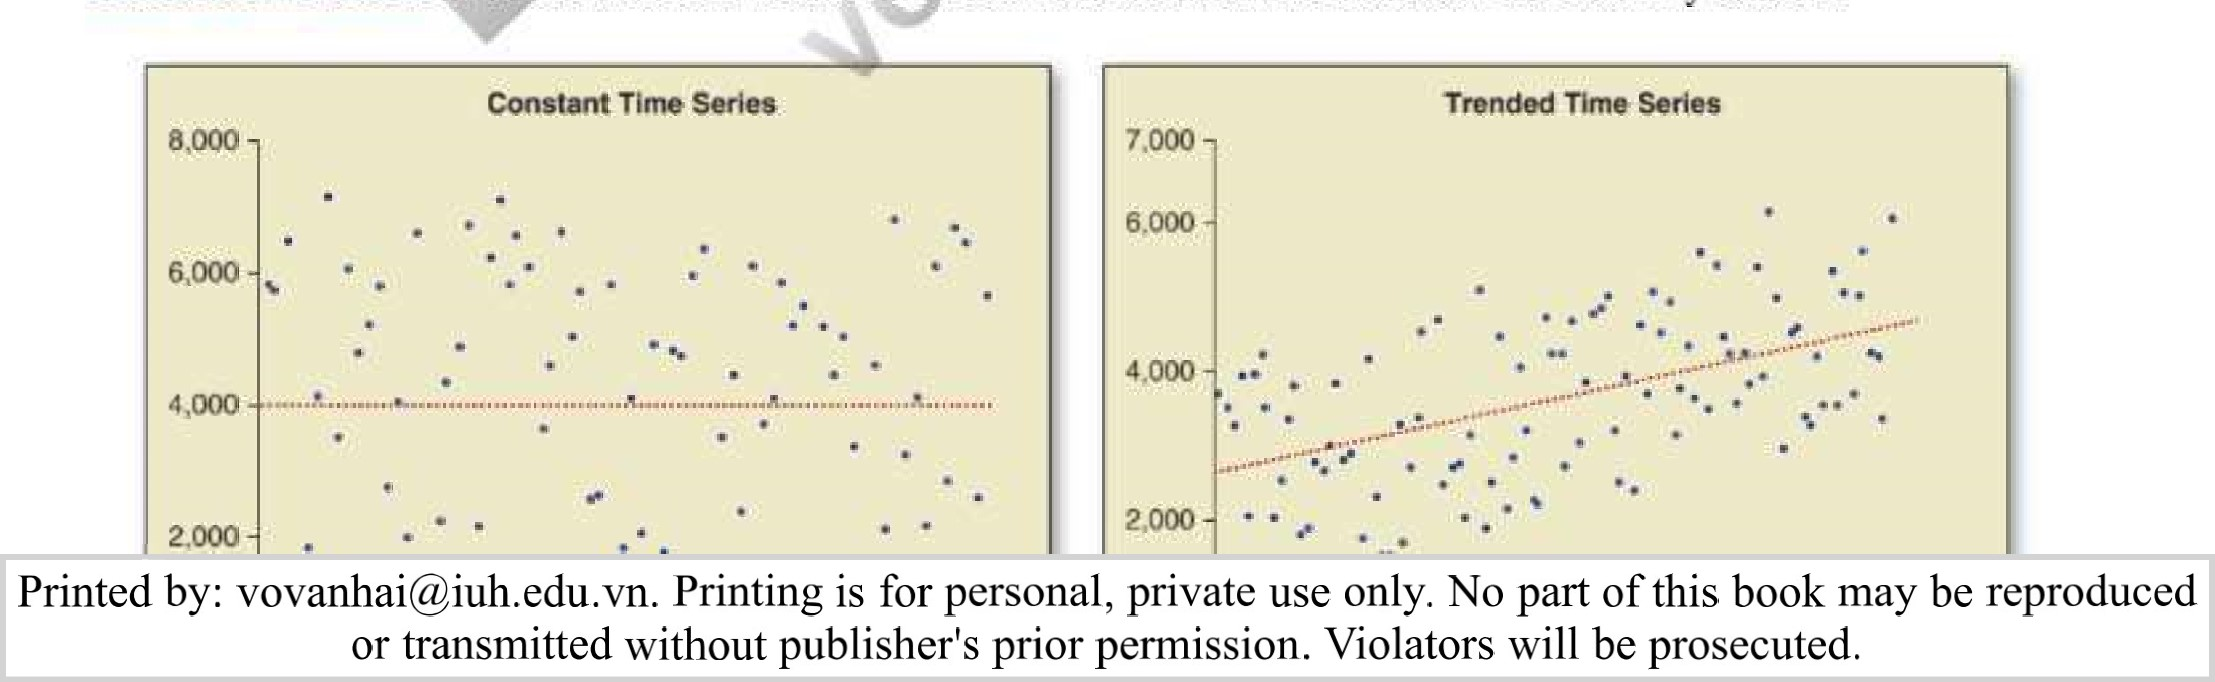 Constant Time Series
8,000
6,000
4,000
2,000
Trended Time Series
7,000
6,000
4,000
2,000
Printed by: vovanhai@iuh.edu.vn. Printing is for personal, private use only. No part of this book may be reproduced
or transmitted without publisher's prior permission. Violators will be prosecuted.